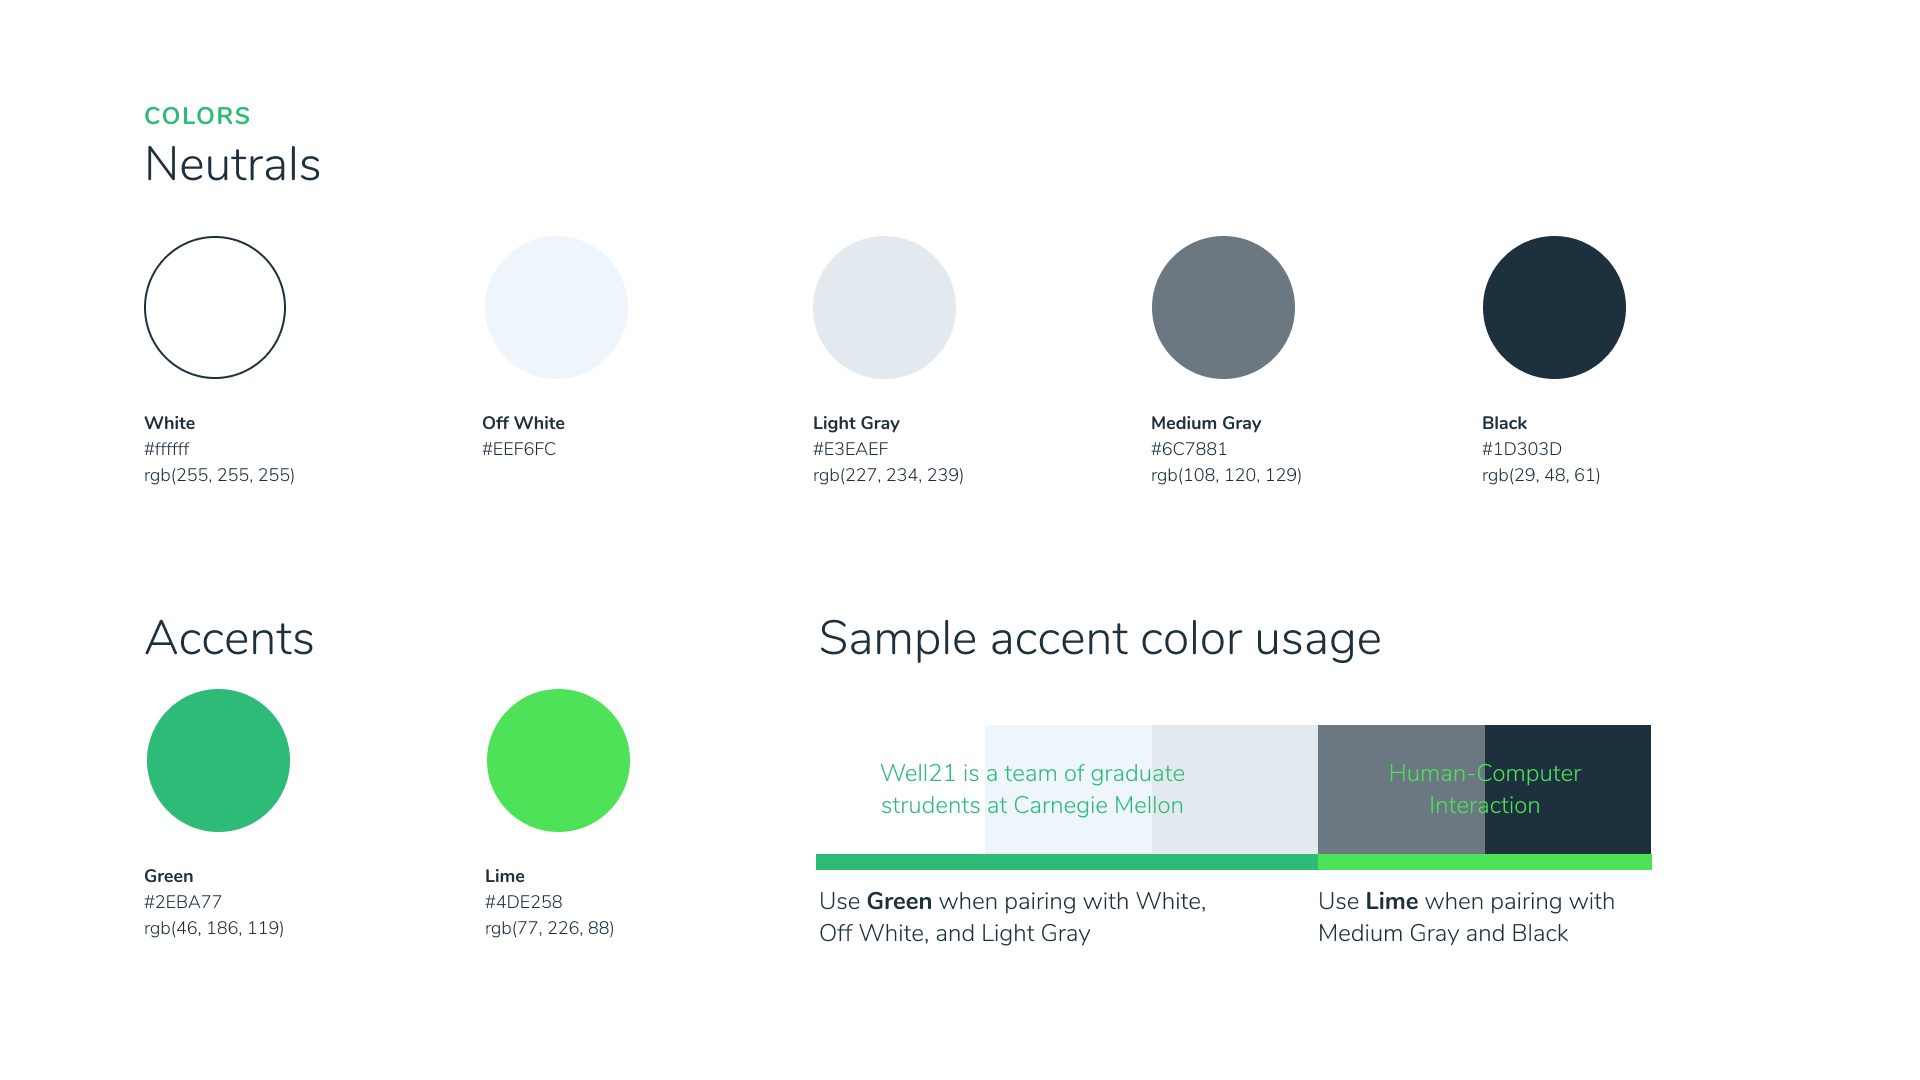 COLORS
Neutrals
White
#ffffff
rgb(255, 255, 255)
Off White
#EEF6FC
Light Gray
#E3EAEF
rgb(227, 234, 239)
Medium Gray
#6C7881
rgb(108, 120, 129)
Black
#1D303D
rgb(29, 48, 61)
Accents
Green
#2EBA77
rgb(46, 186, 119)
Lime
#4DE258
rgb(77, 226, 88)
Sample accent color usage
Well21 is a team of graduate
strudents at Carnegie Mellon
Human-Computer
Interaction
Use Green when pairing with White,
Off White, and Light Gray
Use Lime when pairing with
Medium Gray and Black